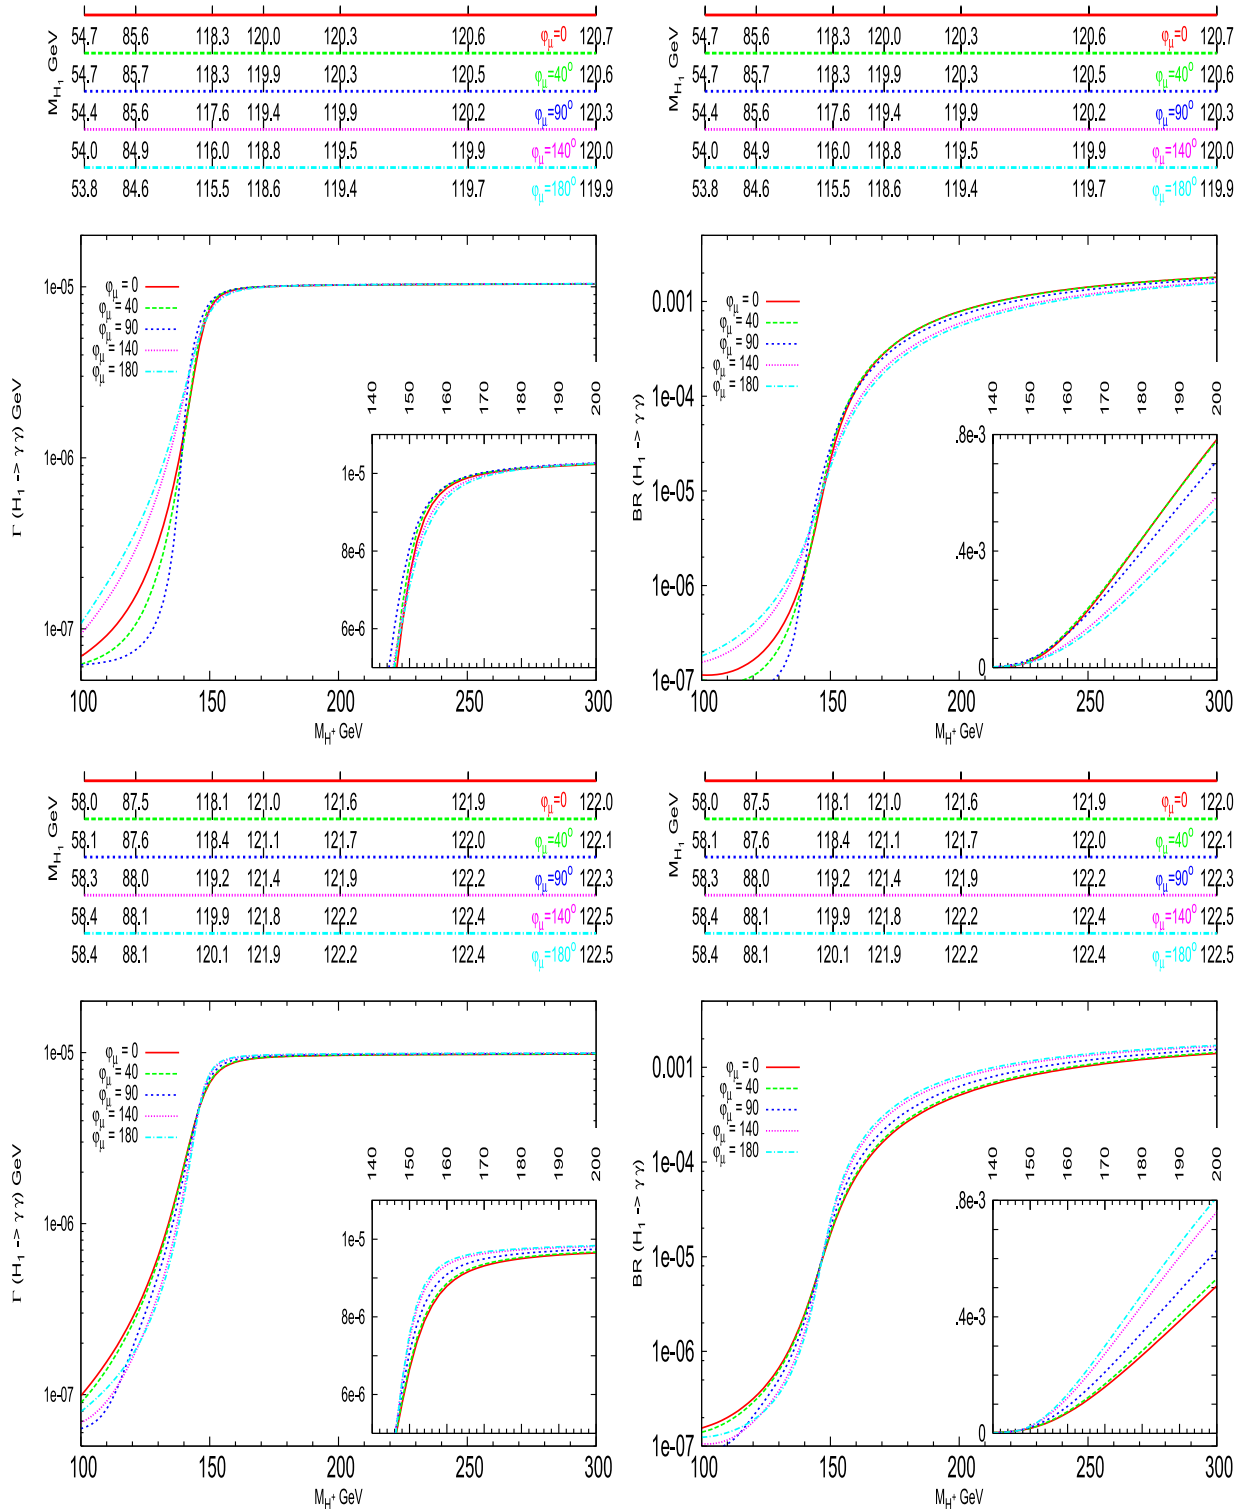 M_H1 GeV
54.7 85.6 118.3 120.0 120.3 120.6 φμ=0 120.7
54.7 85.7 118.3 119.9 120.3 120.5 φμ=40° 120.6
54.4 85.6 117.6 119.4 119.9 120.2 φμ=90° 120.3
54.0 84.9 116.0 118.8 119.5 119.9 φμ=140° 120.0
53.8 84.6 115.5 118.6 119.4 119.7 φμ=180° 119.9
Γ (H1 -> γ γ) GeV
1e-05
1e-06
1e-07
φμ = 0
φμ = 40
φμ = 90
φμ = 140
φμ = 180
140 150 160 170 180 190 200
1e-5
8e-6
6e-6
100 150 200 250 300
M_H+ GeV
M_H1 GeV
54.7 85.6 118.3 120.0 120.3 120.6 φμ=0 120.7
54.7 85.7 118.3 119.9 120.3 120.5 φμ=40° 120.6
54.4 85.6 117.6 119.4 119.9 120.2 φμ=90° 120.3
54.0 84.9 116.0 118.8 119.5 119.9 φμ=140° 120.0
53.8 84.6 115.5 118.6 119.4 119.7 φμ=180° 119.9
BR (H1 -> γ γ)
0.001
1e-04
1e-05
1e-06
1e-07
φμ = 0
φμ = 40
φμ = 90
φμ = 140
φμ = 180
140 150 160 170 180 190 200
.8e-3
.4e-3
0
100 150 200 250 300
M_H+ GeV
M_H1 GeV
58.0 87.5 118.1 121.0 121.6 121.9 φμ=0 122.0
58.1 87.6 118.4 121.1 121.7 122.0 φμ=40° 122.1
58.3 88.0 119.2 121.4 121.9 122.2 φμ=90° 122.3
58.4 88.1 119.9 121.8 122.2 122.4 φμ=140° 122.5
58.4 88.1 120.1 121.9 122.2 122.4 φμ=180° 122.5
Γ (H1 -> γ γ) GeV
1e-05
1e-06
1e-07
φμ = 0
φμ = 40
φμ = 90
φμ = 140
φμ = 180
140 150 160 170 180 190 200
1e-5
8e-6
6e-6
100 150 200 250 300
M_H+ GeV
M_H1 GeV
58.0 87.5 118.1 121.0 121.6 121.9 φμ=0 122.0
58.1 87.6 118.4 121.1 121.7 122.0 φμ=40° 122.1
58.3 88.0 119.2 121.4 121.9 122.2 φμ=90° 122.3
58.4 88.1 119.9 121.8 122.2 122.4 φμ=140° 122.5
58.4 88.1 120.1 121.9 122.2 122.4 φμ=180° 122.5
BR (H1 -> γ γ)
0.001
1e-04
1e-05
1e-06
1e-07
φμ = 0
φμ = 40
φμ = 90
φμ = 140
φμ = 180
140 150 160 170 180 190 200
.8e-3
.4e-3
0
100 150 200 250 300
M_H+ GeV